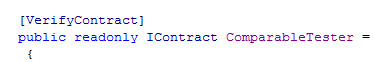 [VerifyContract]
public readonly IContract ComparableTester =
{